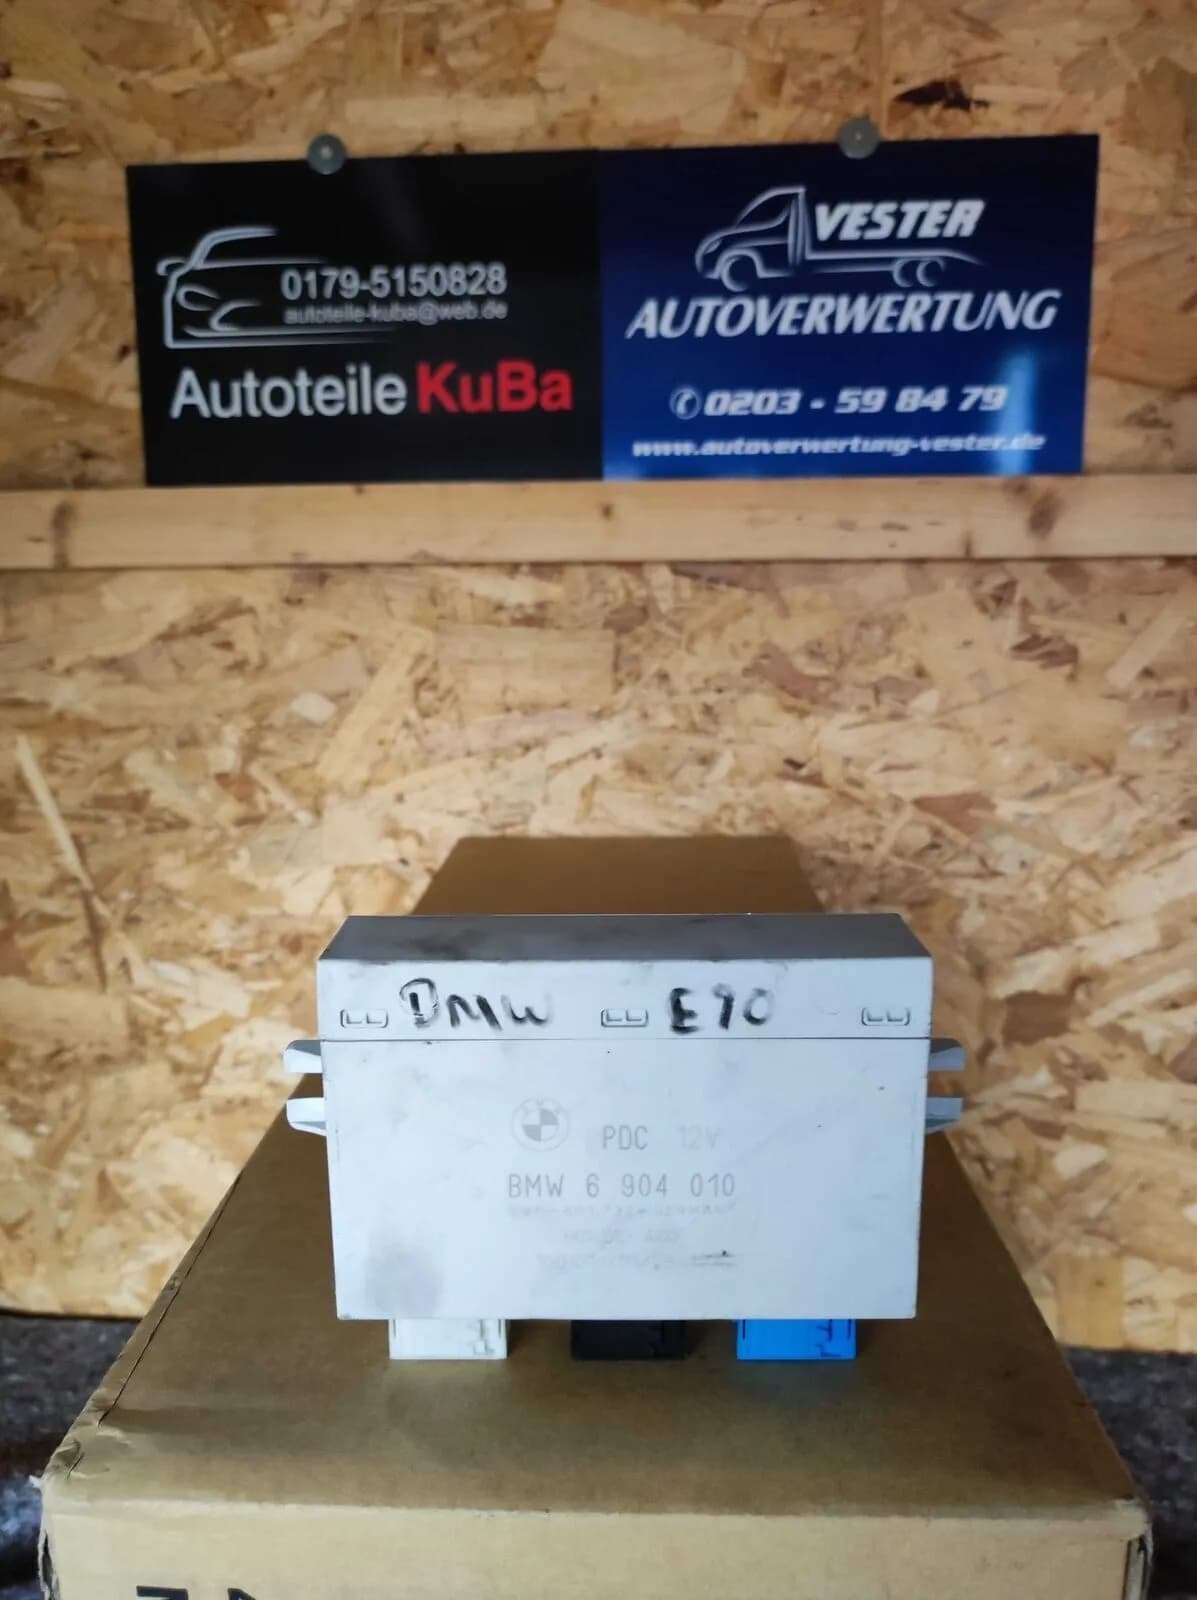 0179-5150828
autoteile-kuba@web.de
Autoteile KuBa
VESTER
AUTOVERWERTUNG
0203 - 59 84 79
www.autoverwertung-vester.de
BMW E90
PDC 12V
BMW 6 904 010